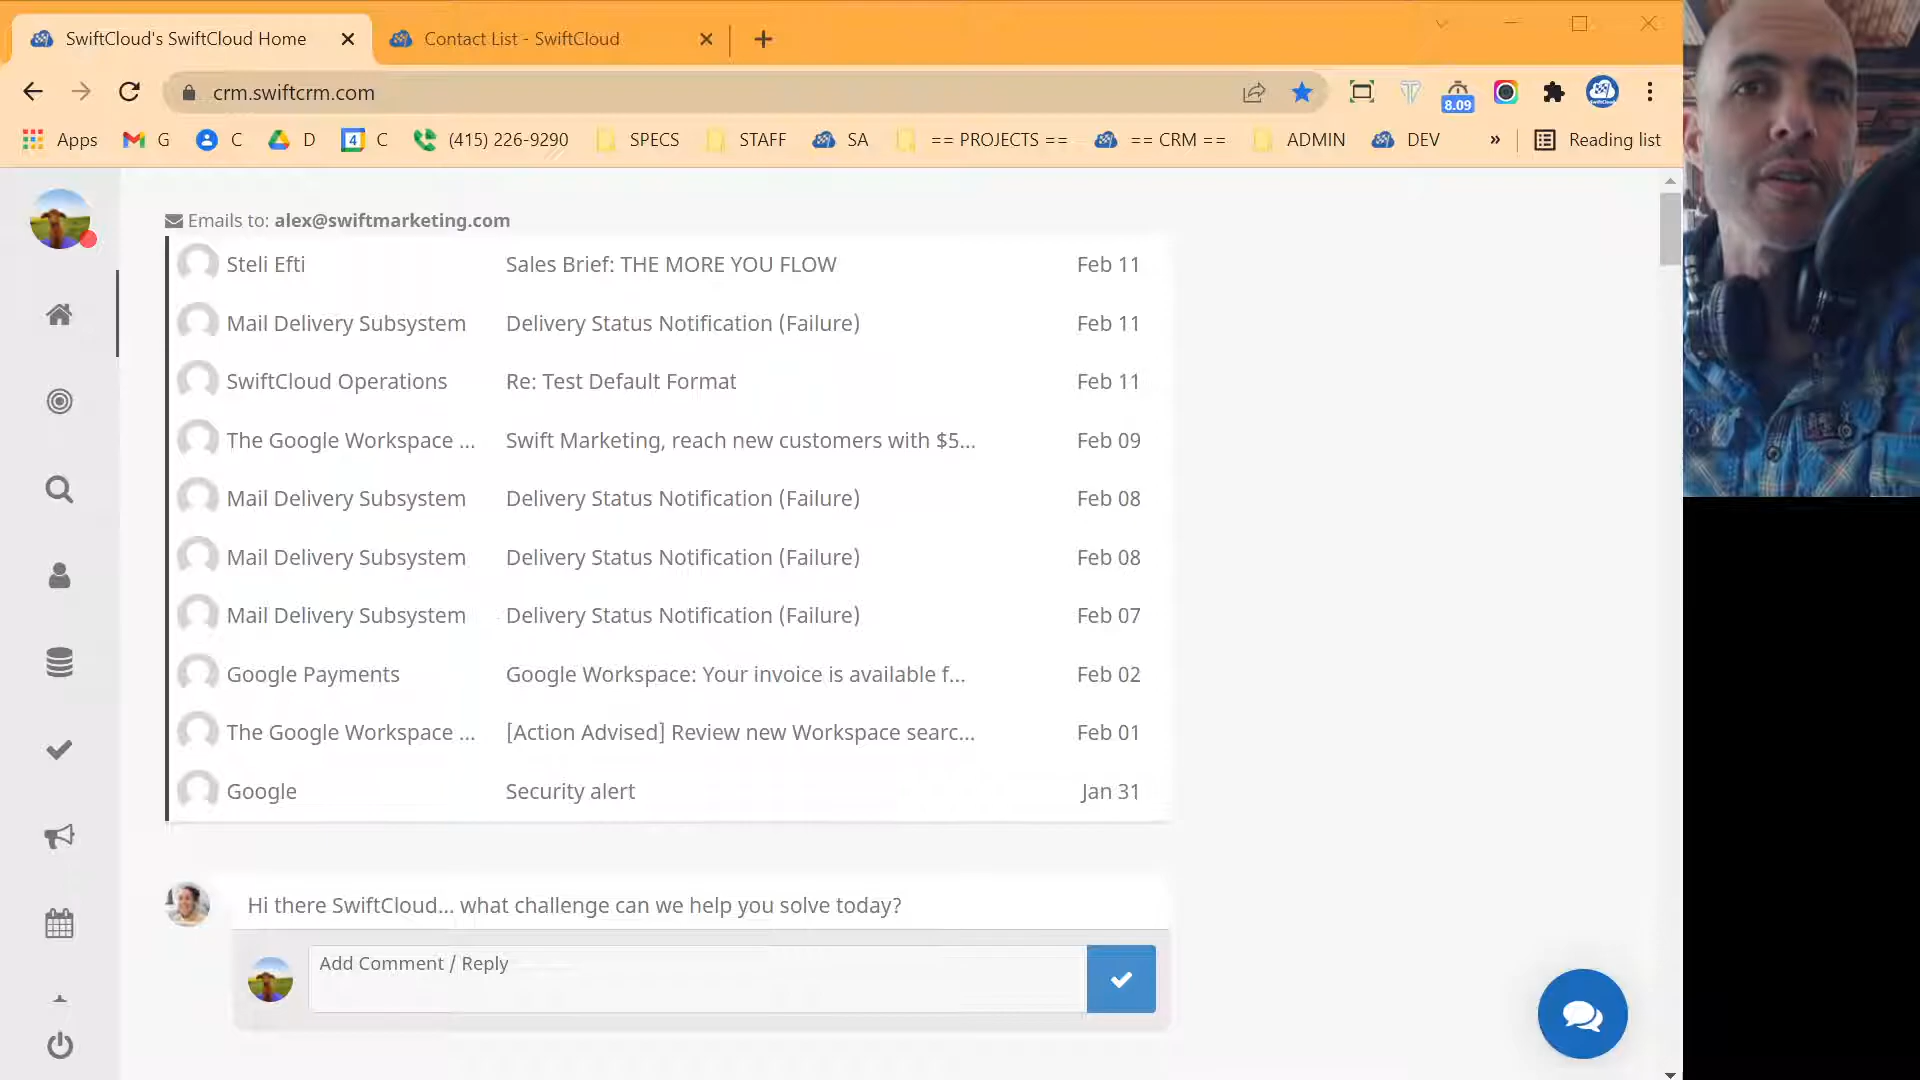 SwiftCloud's SwiftCloud Home
Contact List - SwiftCloud
crm.swiftcrm.com
8.09
Apps G C D 4 C (415) 226-9290 SPECS STAFF SA == PROJECTS == == CRM == ADMIN DEV » Reading list
Emails to: alex@swiftmarketing.com
Steli Efti Sales Brief: THE MORE YOU FLOW Feb 11
Mail Delivery Subsystem Delivery Status Notification (Failure) Feb 11
SwiftCloud Operations Re: Test Default Format Feb 11
The Google Workspace ... Swift Marketing, reach new customers with $5... Feb 09
Mail Delivery Subsystem Delivery Status Notification (Failure) Feb 08
Mail Delivery Subsystem Delivery Status Notification (Failure) Feb 08
Mail Delivery Subsystem Delivery Status Notification (Failure) Feb 07
Google Payments Google Workspace: Your invoice is available f... Feb 02
The Google Workspace ... [Action Advised] Review new Workspace searc... Feb 01
Google Security alert Jan 31
Hi there SwiftCloud... what challenge can we help you solve today?
Add Comment / Reply